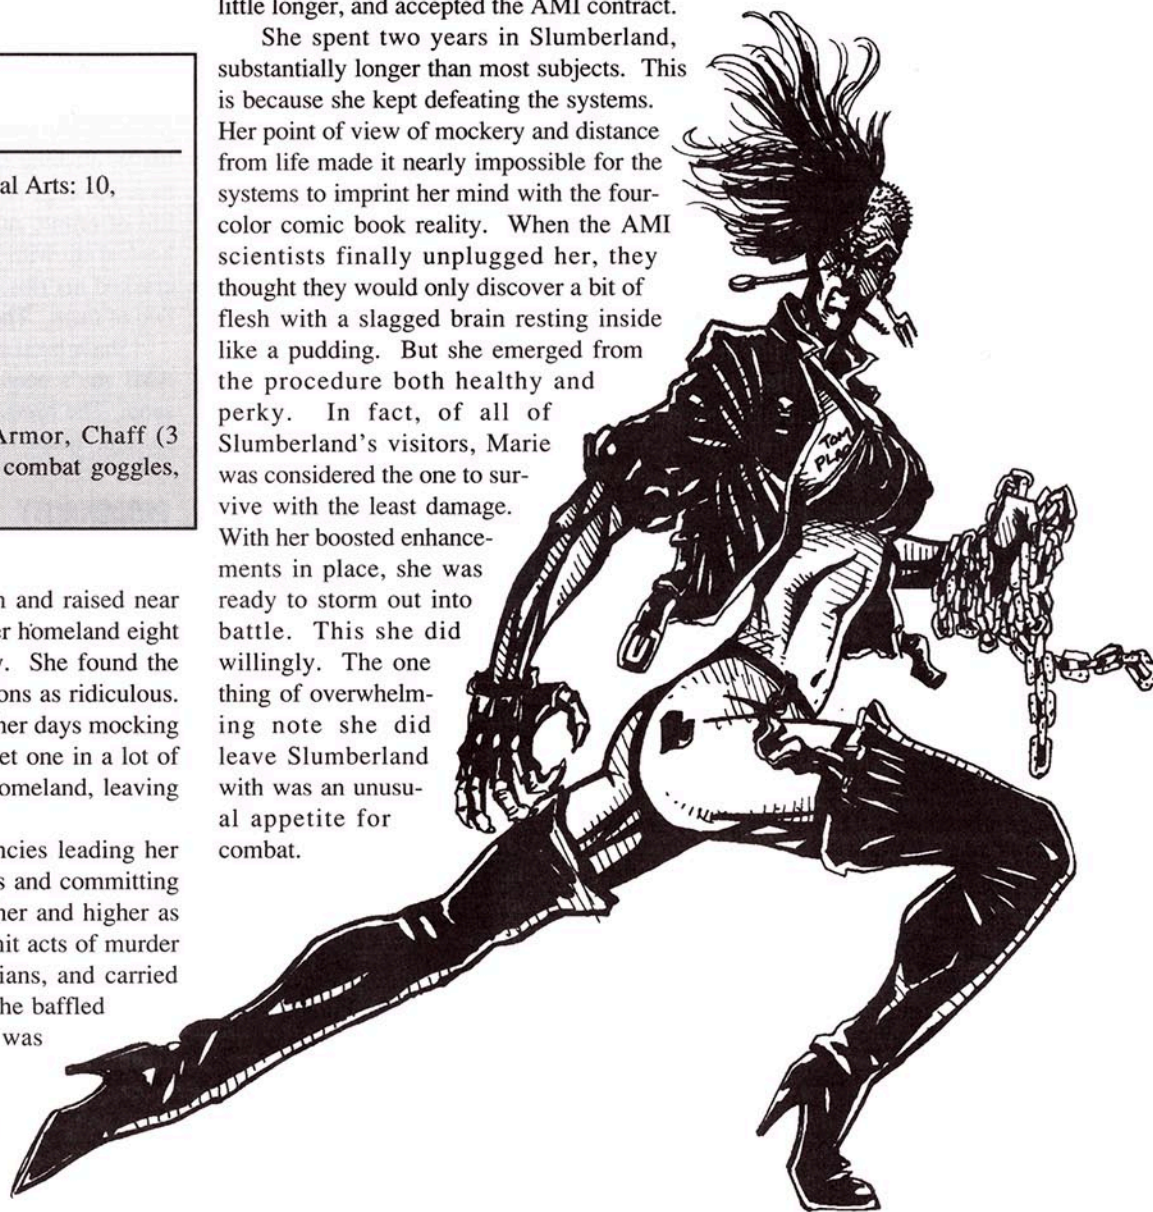 al Arts: 10,
Armor, Chaff (3
combat goggles,
n and raised near
er homeland eight
y. She found the
ons as ridiculous.
her days mocking
et one in a lot of
omeland, leaving
ncies leading her
s and committing
her and higher as
nit acts of murder
ians, and carried
he baffled
was
little longer, and accepted the AMI contract.
She spent two years in Slumberland,
substantially longer than most subjects. This
is because she kept defeating the systems.
Her point of view of mockery and distance
from life made it nearly impossible for the
systems to imprint her mind with the four-
color comic book reality. When the AMI
scientists finally unplugged her, they
thought they would only discover a bit of
flesh with a slagged brain resting inside
like a pudding. But she emerged from
the procedure both healthy and
perky. In fact, of all of
Slumberland's visitors, Marie
was considered the one to sur-
vive with the least damage.
With her boosted enhance-
ments in place, she was
ready to storm out into
battle. This she did
willingly. The one
thing of overwhelm-
ing note she did
leave Slumberland
with was an unusu-
al appetite for
combat.
TOM